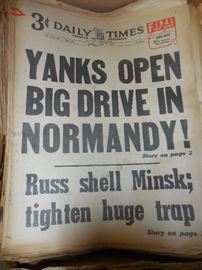 3¢ DAILY TIMES
FINAL
YANKS OPEN
BIG DRIVE IN
NORMANDY!
Story on page 2
Russ shell Minsk;
tighten huge trap
Story on page